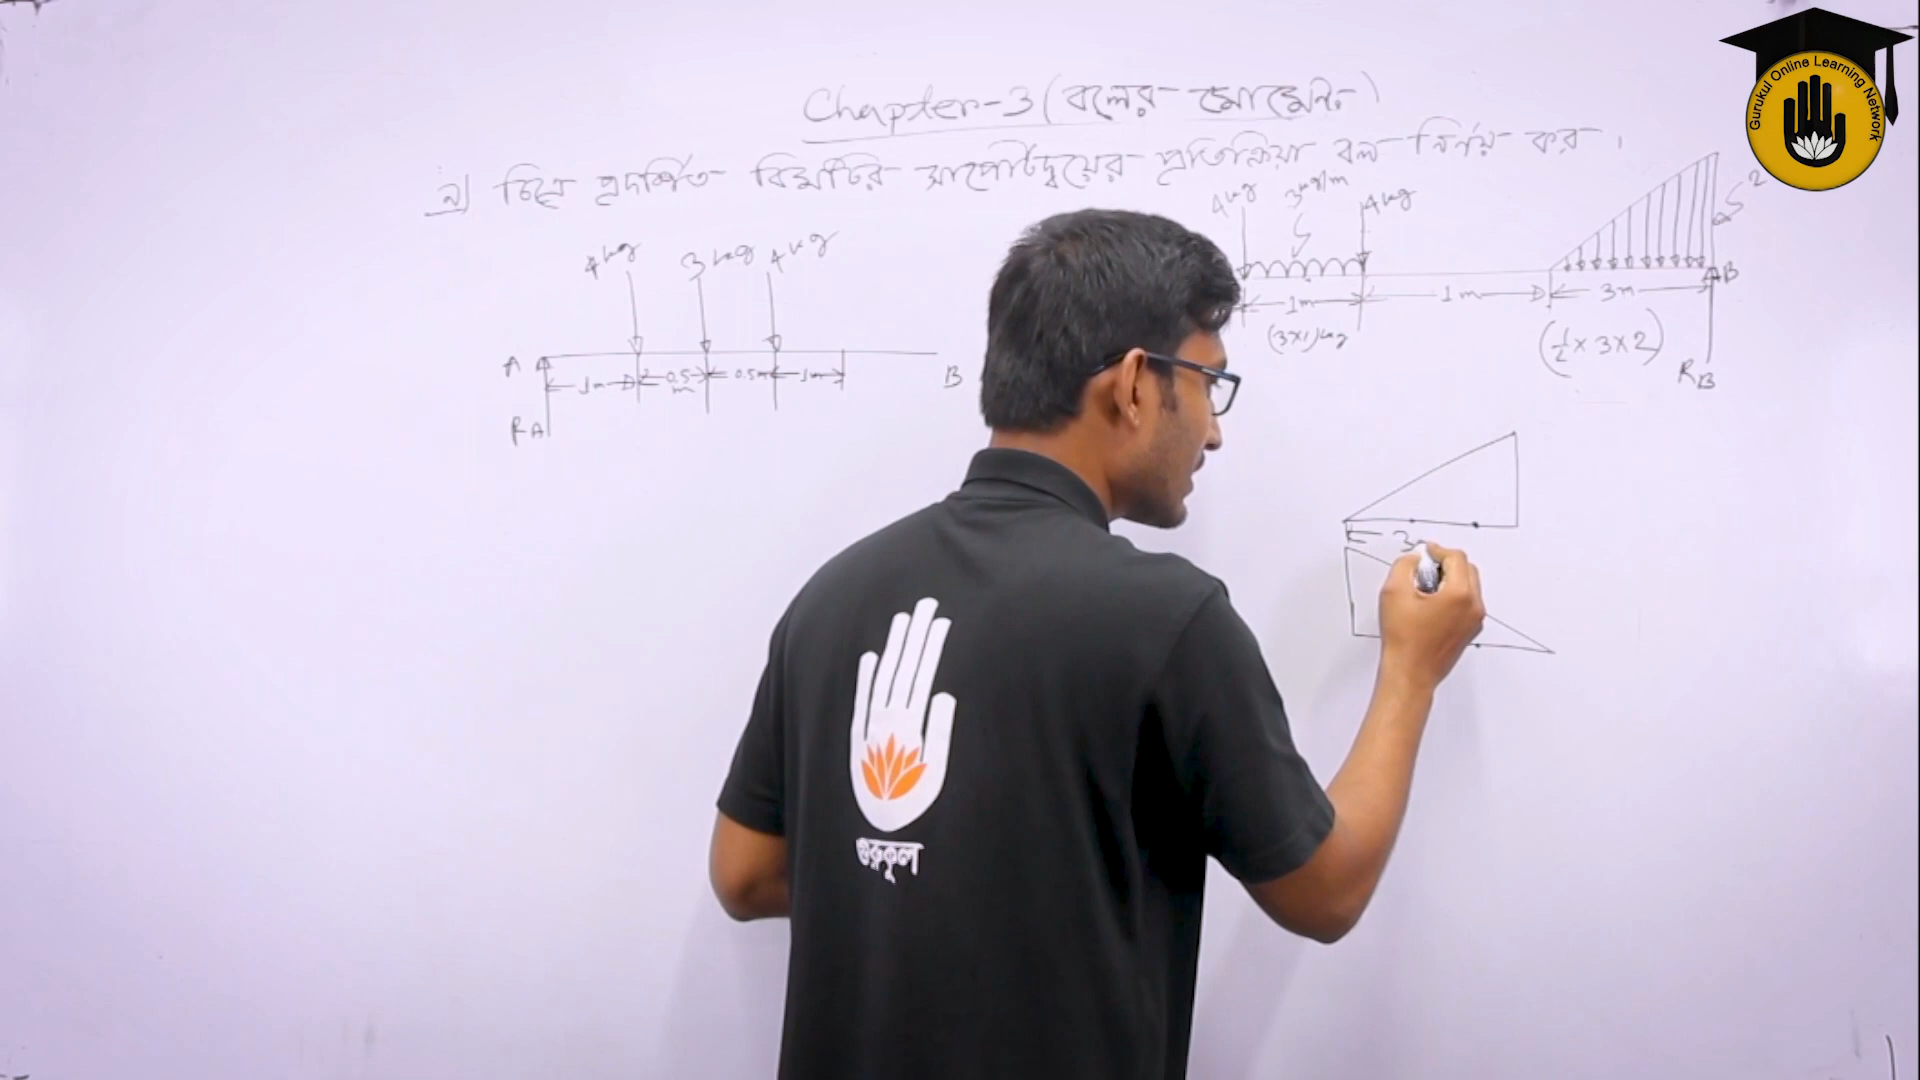 Chapter-3 (বলের মোমেন্ট)
২) চিত্রে প্রদর্শিত বিমটির সাপোর্টদ্বয়ের প্রতিক্রিয়া বল নির্ণয় কর।
4kg 3kg/m 4kg 2
4kg 3kg 4kg
B
1m 1m 3m
(3×1)kg (½×3×2)
RB
A 1m 0.5m 0.5m 1m B
RA
গুরুকুল
Gurukul Online Learning Network